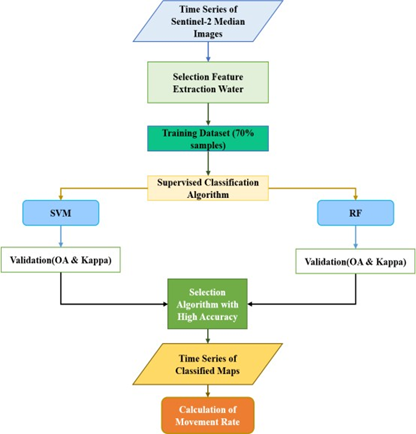 Time Series of
Sentinel-2 Median
Images
Selection Feature
Extraction Water
Training Dataset (70%
samples)
Supervised Classification
Algorithm
SVM
RF
Validation(OA & Kappa)
Validation(OA & Kappa)
Selection
Algorithm with
High Accuracy
Time Series of
Classified Maps
Calculation of
Movement Rate